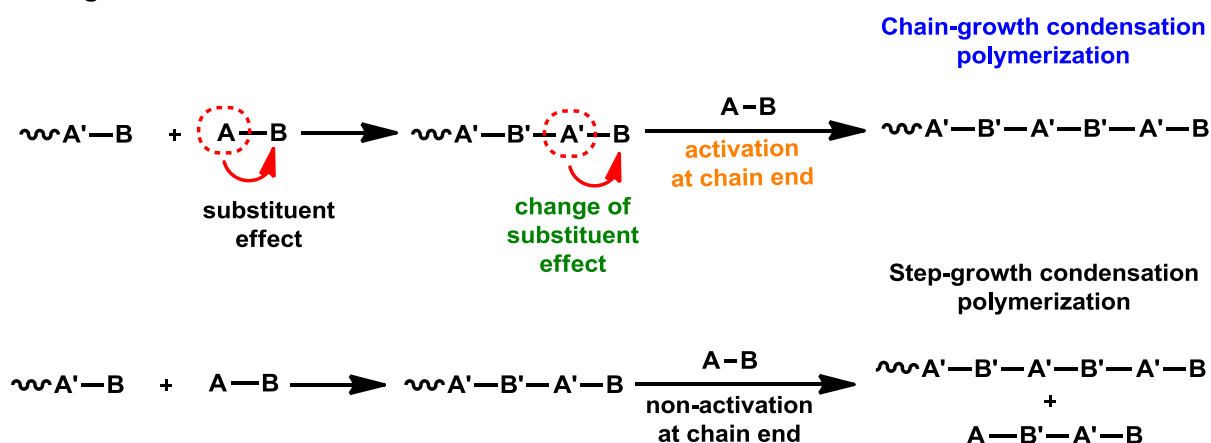 Chain-growth condensation
polymerization
A'—B + A—B A'—B'—A'—B A—B A'—B'—A'—B'—A'—B
activation
at chain end
substituent
effect
change of
substituent
effect
Step-growth condensation
polymerization
A'—B + A—B A'—B'—A'—B A—B A'—B'—A'—B'—A'—B
non-activation
at chain end
+
A—B'—A'—B